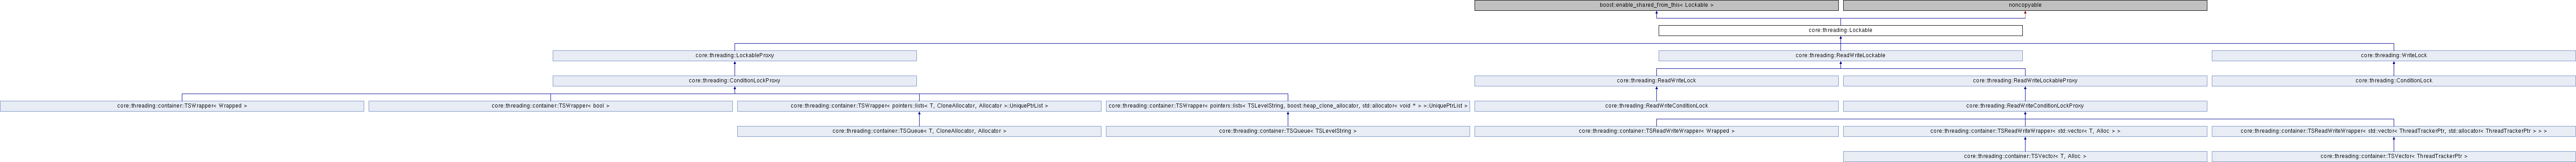 boost::enable_shared_from_this< Lockable >
noncopyable
core::threading::Lockable
core::threading::LockableProxy
core::threading::ReadWriteLockable
core::threading::WriteLock
core::threading::ConditionLockProxy
core::threading::ReadWriteLock
core::threading::ReadWriteLockableProxy
core::threading::ConditionLock
core::threading::container::TSWrapper< Wrapped >
core::threading::container::TSWrapper< bool >
core::threading::container::TSWrapper< pointers::lists< T, CloneAllocator, Allocator >::UniquePtrList >
core::threading::container::TSWrapper< pointers::lists< TSLevelString, boost::heap_clone_allocator, std::allocator< void * > >::UniquePtrList >
core::threading::ReadWriteConditionLock
core::threading::ReadWriteConditionLockProxy
core::threading::container::TSQueue< T, CloneAllocator, Allocator >
core::threading::container::TSQueue< TSLevelString >
core::threading::container::TSReadWriteWrapper< Wrapped >
core::threading::container::TSReadWriteWrapper< std::vector< T, Alloc > >
core::threading::container::TSReadWriteWrapper< std::vector< ThreadTrackerPtr, std::allocator< ThreadTrackerPtr > > >
core::threading::container::TSVector< T, Alloc >
core::threading::container::TSVector< ThreadTrackerPtr >